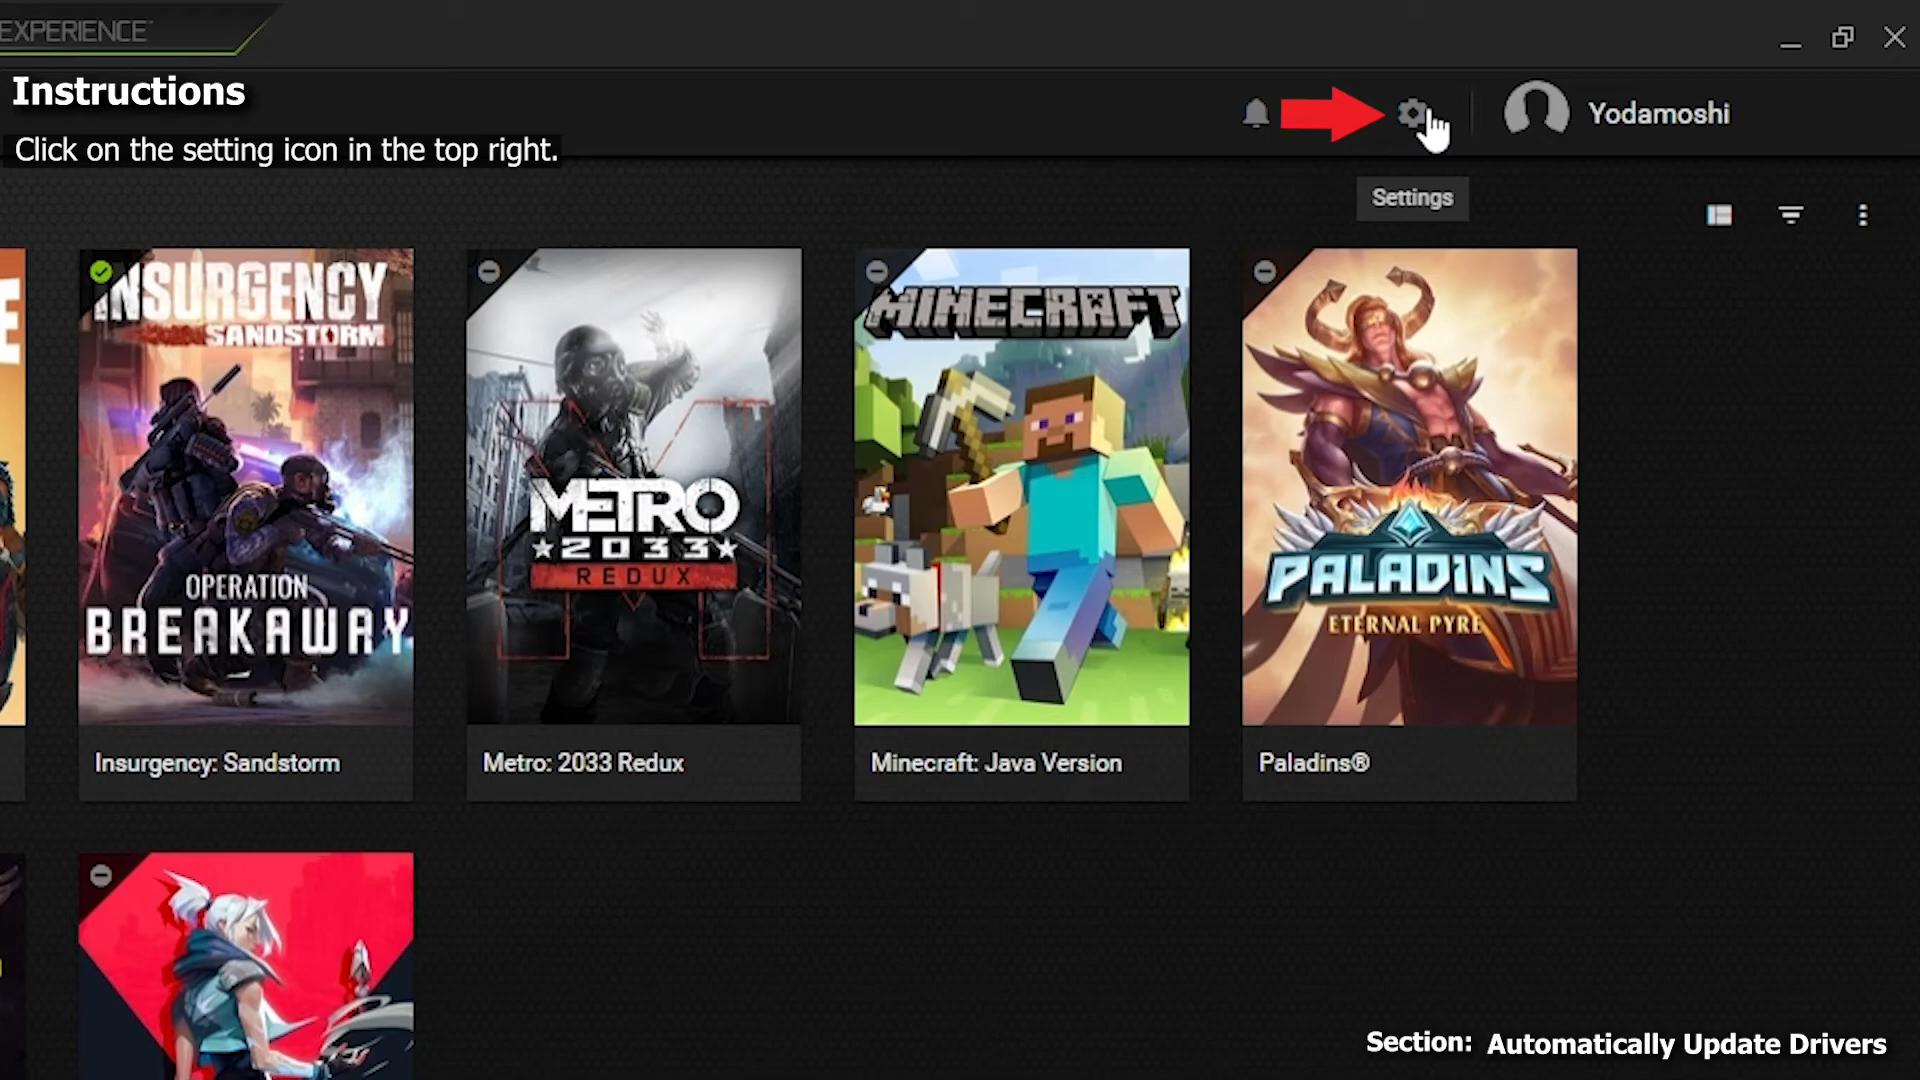 EXPERIENCE
Instructions
Click on the setting icon in the top right.
Yodamoshi
Settings
INSURGENCY
SANDSTORM
OPERATION
BREAKAWAY
METRO
2033
REDUX
MINECRAFT
PALADINS
ETERNAL PYRE
Insurgency: Sandstorm
Metro: 2033 Redux
Minecraft: Java Version
Paladins®
Section: Automatically Update Drivers